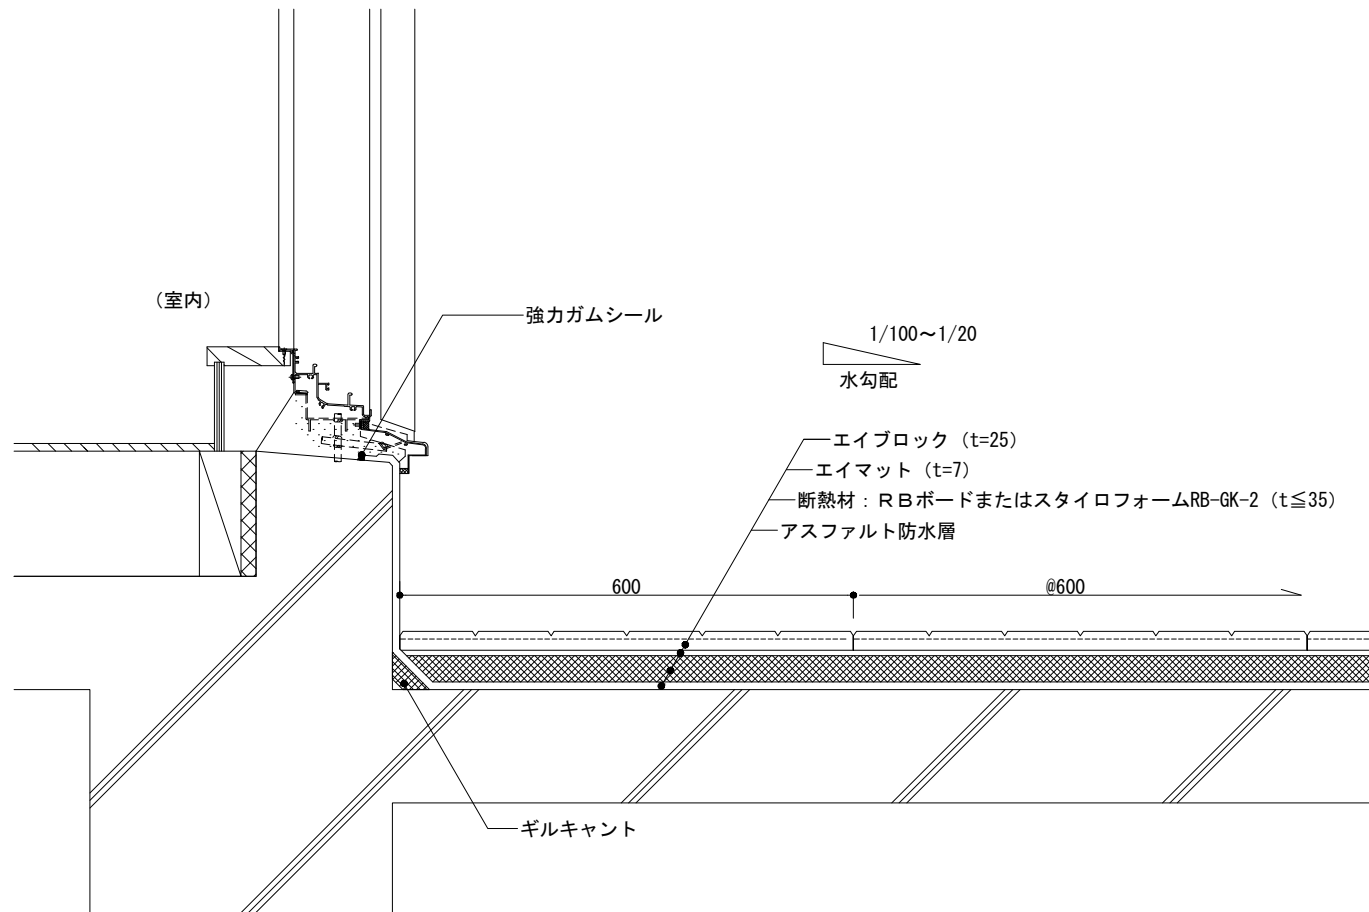 （室内）
強力ガムシール
1/100～1/20
水勾配
エイブロック（t=25）
エイマット（t=7）
断熱材：ＲＢボードまたはスタイロフォームRB-GK-2（t≦35）
アスファルト防水層
600
@600
ギルキャント